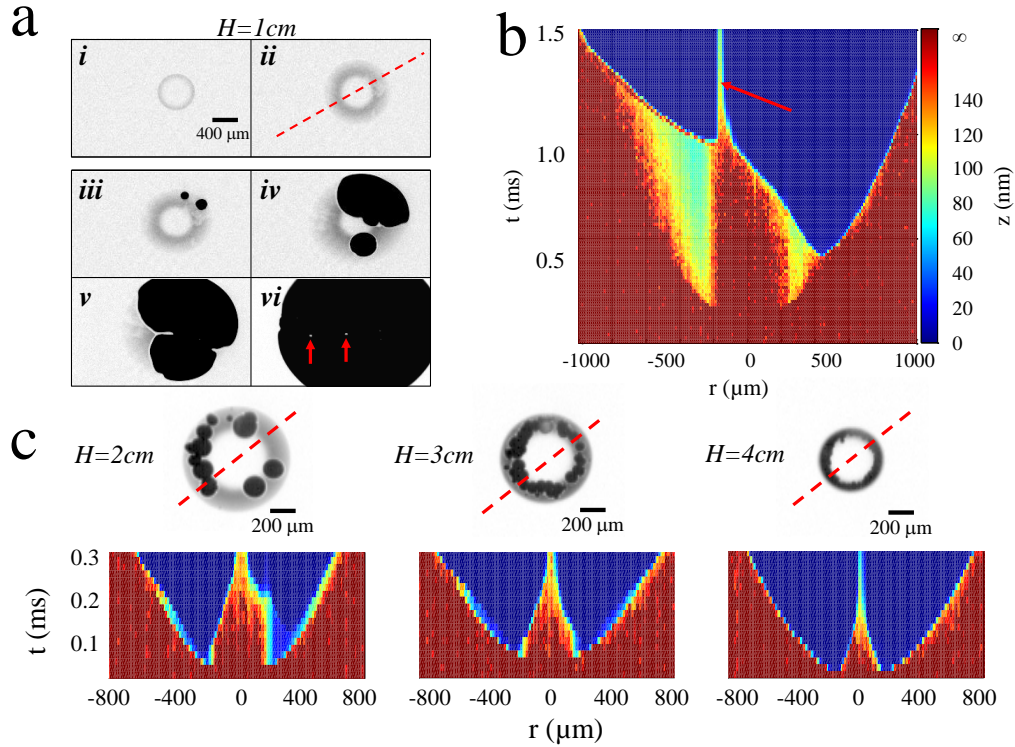 a
H=1cm
i
ii
400 μm
iii
iv
v
vi
b
1.5
1.0
0.5
t (ms)
-1000
-500
0
500
1000
r (μm)
∞
140
120
100
80
60
40
20
0
z (nm)
c
H=2cm
200 μm
H=3cm
200 μm
H=4cm
200 μm
0.3
0.2
0.1
t (ms)
-800 -400 0 400 800
-800 -400 0 400 800
-800 -400 0 400 800
r (μm)